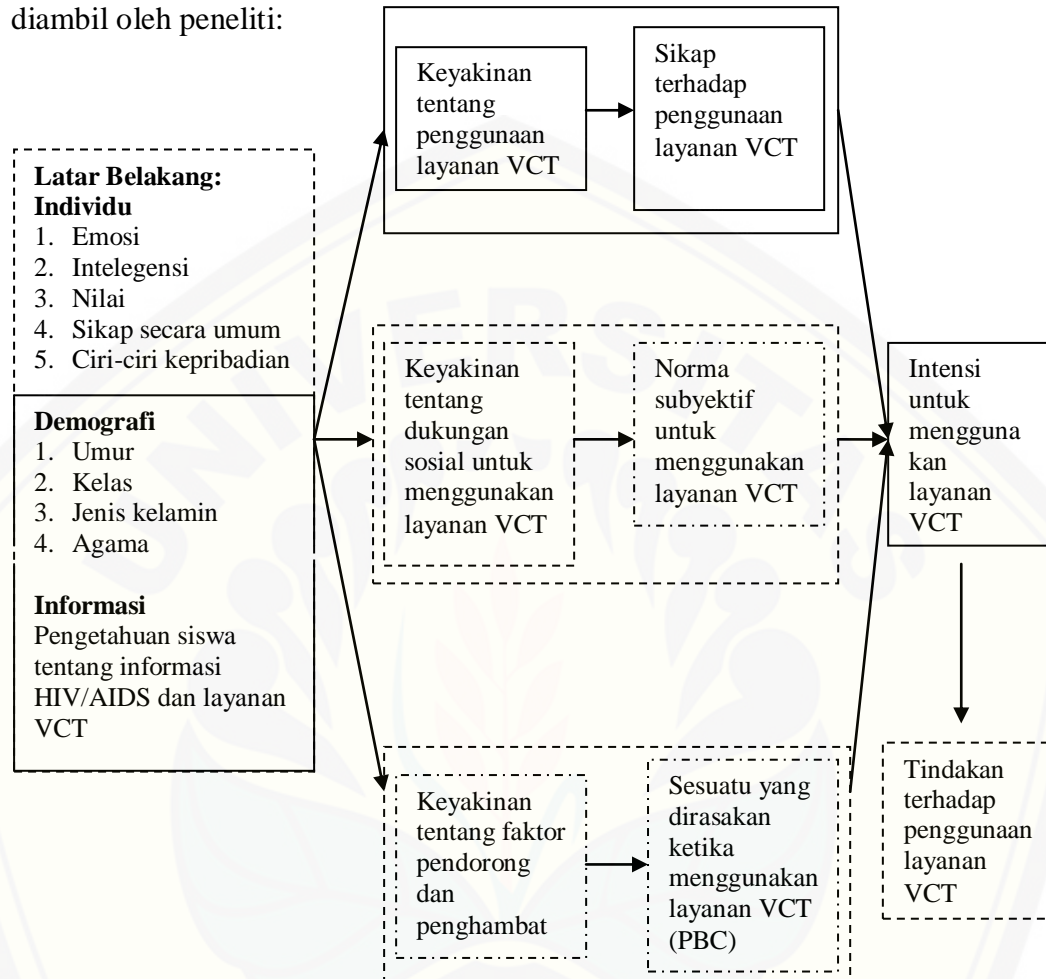 diambil oleh peneliti:
Keyakinan
tentang
penggunaan
layanan VCT
Sikap
terhadap
penggunaan
layanan VCT
Latar Belakang:
Individu
1. Emosi
2. Intelegensi
3. Nilai
4. Sikap secara umum
5. Ciri-ciri kepribadian
Demografi
1. Umur
2. Kelas
3. Jenis kelamin
4. Agama
Informasi
Pengetahuan siswa
tentang informasi
HIV/AIDS dan layanan
VCT
Keyakinan
tentang
dukungan
sosial untuk
menggunakan
layanan VCT
Norma
subyektif
untuk
menggunakan
layanan VCT
Intensi
untuk
mengguna
kan
layanan
VCT
Keyakinan
tentang faktor
pendorong
dan
penghambat
Sesuatu yang
dirasakan
ketika
menggunakan
layanan VCT
(PBC)
Tindakan
terhadap
penggunaan
layanan
VCT
UNIVERSITAS